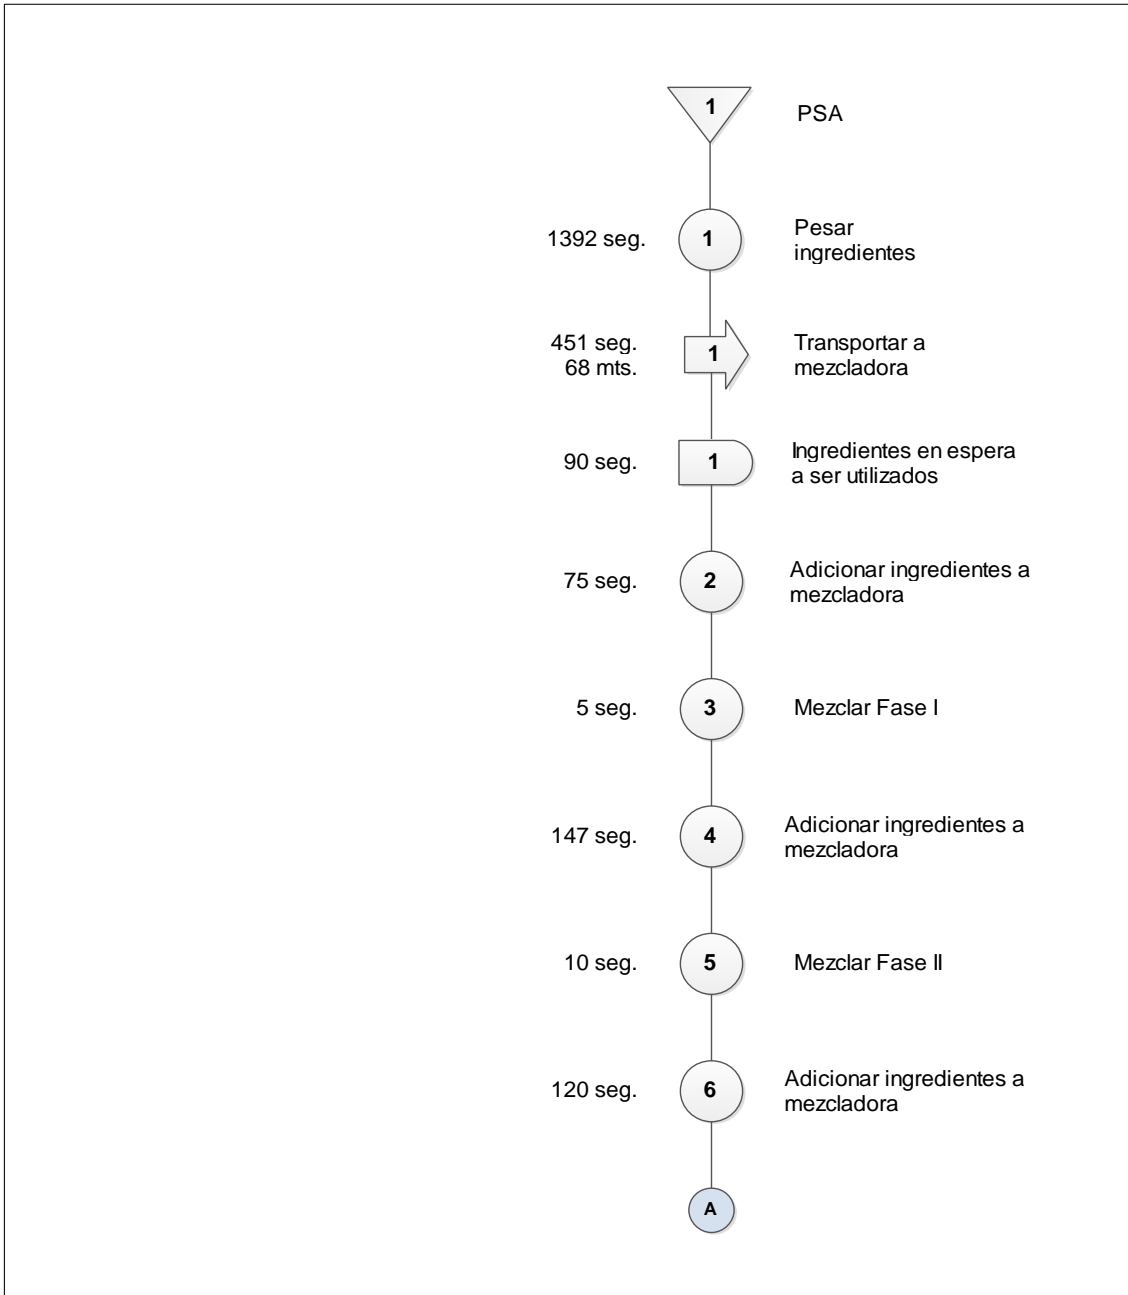 1
PSA
1392 seg.
1
Pesar
ingredientes
451 seg.
68 mts.
1
Transportar a
mezcladora
90 seg.
1
Ingredientes en espera
a ser utilizados
75 seg.
2
Adicionar ingredientes a
mezcladora
5 seg.
3
Mezclar Fase I
147 seg.
4
Adicionar ingredientes a
mezcladora
10 seg.
5
Mezclar Fase II
120 seg.
6
Adicionar ingredientes a
mezcladora
A